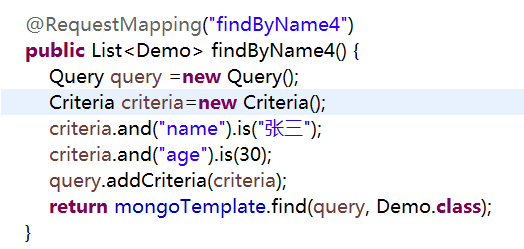 @RequestMapping("findByName4")
public List<Demo> findByName4() {
Query query =new Query();
Criteria criteria=new Criteria();
criteria.and("name").is("张三");
criteria.and("age").is(30);
query.addCriteria(criteria);
return mongoTemplate.find(query, Demo.class);
}